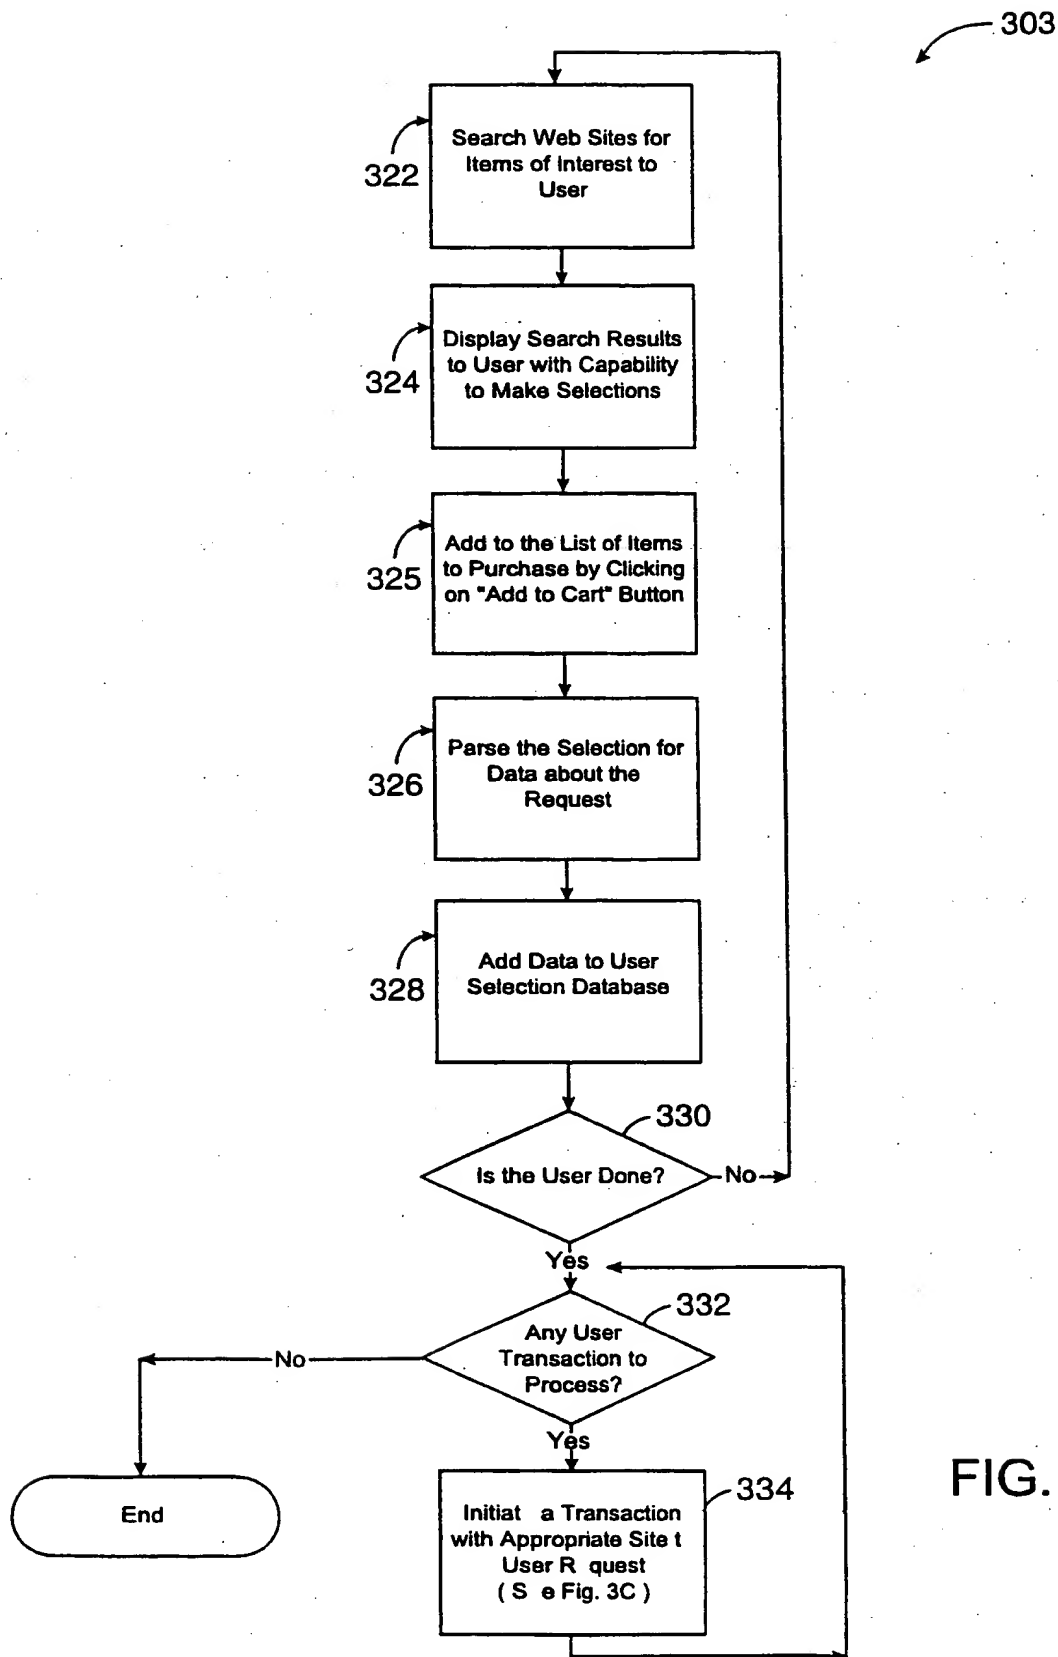 303
Search Web Sites for
Items of Interest to
User
322
Display Search Results
to User with Capability
to Make Selections
324
Add to the List of Items
to Purchase by Clicking
on "Add to Cart" Button
325
Parse the Selection for
Data about the
Request
326
Add Data to User
Selection Database
328
330
Is the User Done?
No
Yes
332
Any User
Transaction to
Process?
No
Yes
End
334
Initiat a Transaction
with Appropriate Site t
User R quest
( S e Fig. 3C )
FIG.